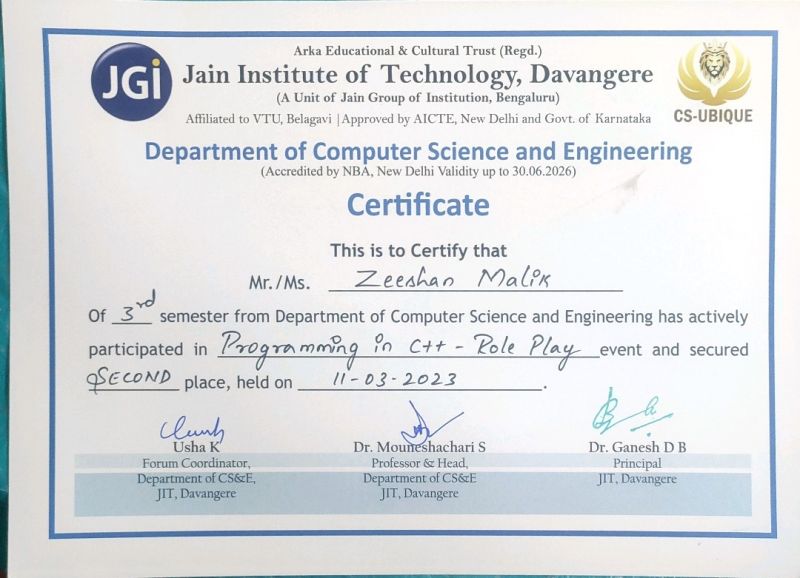 JGi
Arka Educational & Cultural Trust (Regd.)
Jain Institute of Technology, Davangere
(A Unit of Jain Group of Institution, Bengaluru)
Affiliated to VTU, Belagavi | Approved by AICTE, New Delhi and Govt. of Karnataka
CS-UBIQUE
Department of Computer Science and Engineering
(Accredited by NBA, New Delhi Validity up to 30.06.2026)
Certificate
This is to Certify that
Mr./Ms. Zeeshan Malik
Of 3rd semester from Department of Computer Science and Engineering has actively
participated in Programming in C++ - Role Play event and secured
SECOND place, held on 11-03-2023.
Usha K
Forum Coordinator,
Department of CS&E,
JIT, Davangere
Dr. Mouneshachari S
Professor & Head,
Department of CS&E
JIT, Davangere
Dr. Ganesh D B
Principal
JIT, Davangere